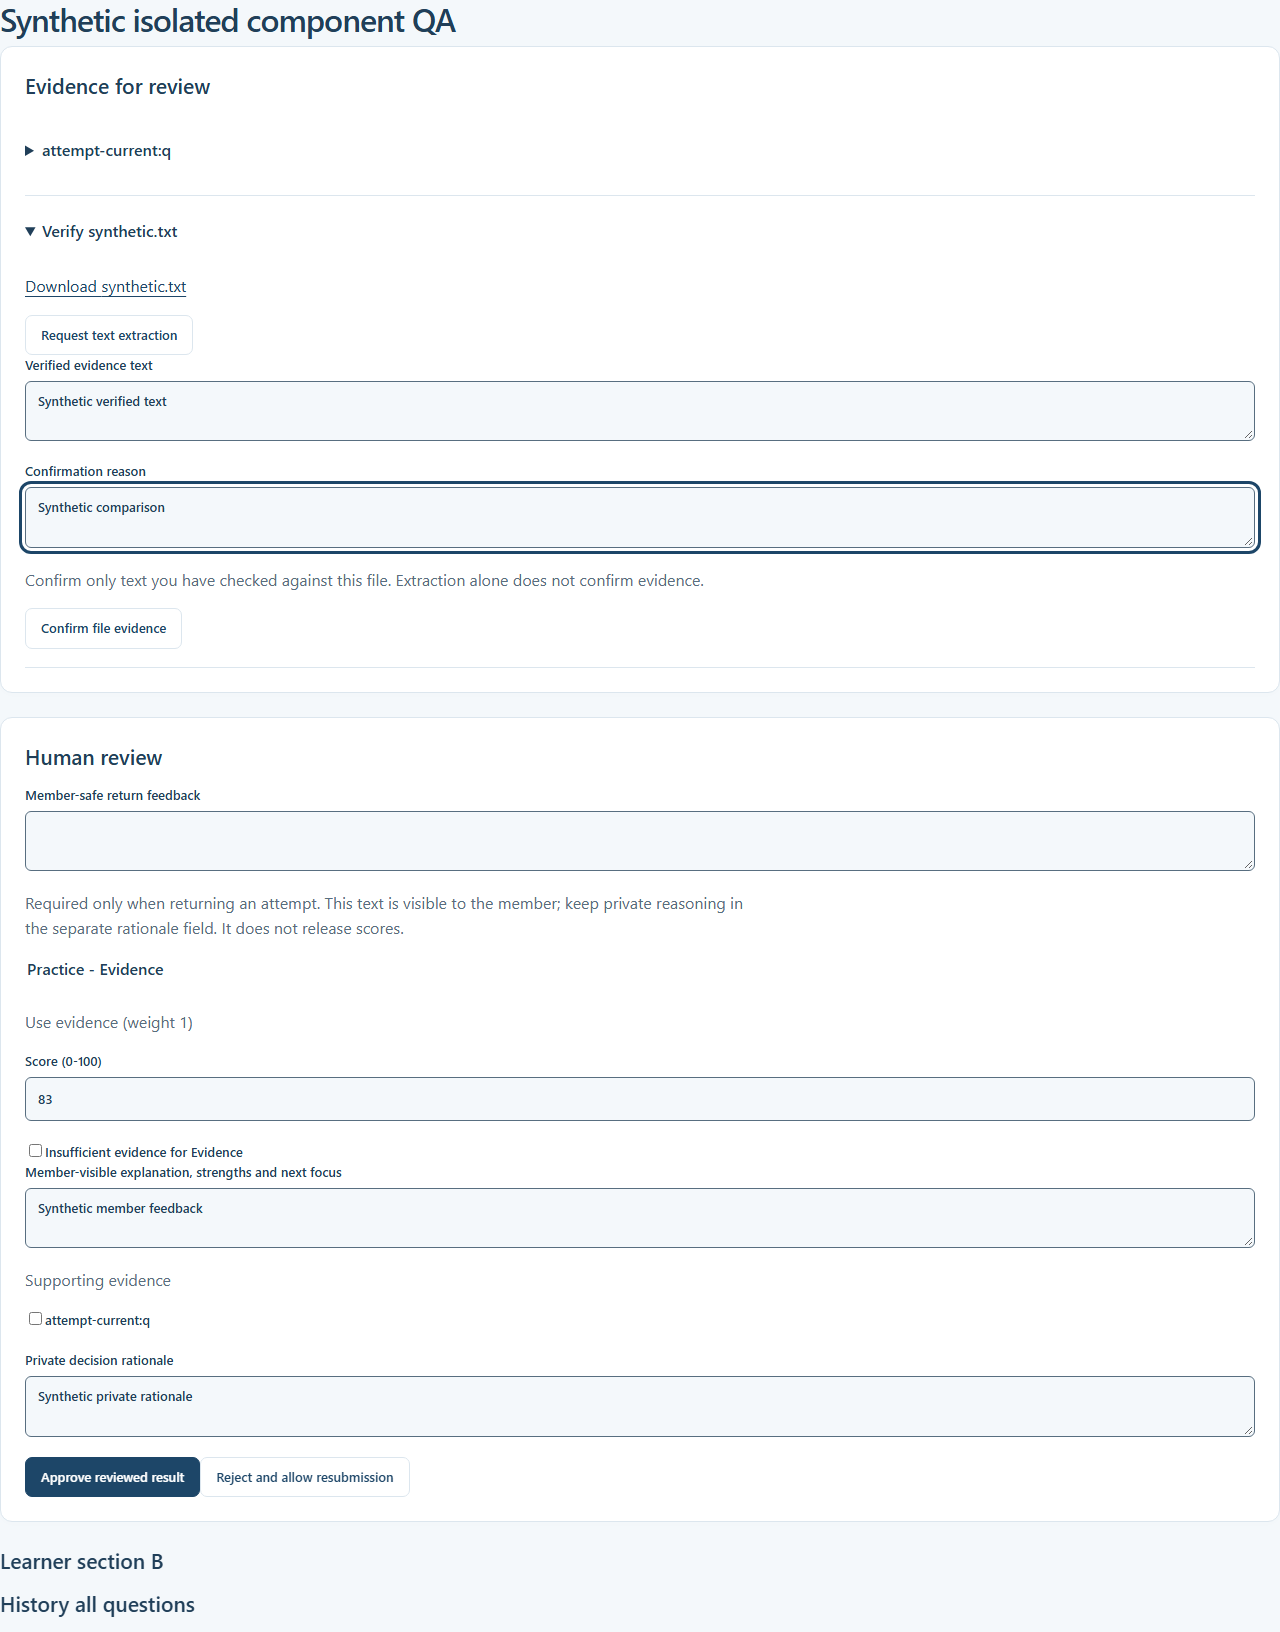 Synthetic isolated component QA
Evidence for review
attempt-current:q
Verify synthetic.txt
Download synthetic.txt
Request text extraction
Verified evidence text
Synthetic verified text
Confirmation reason
Synthetic comparison
Confirm only text you have checked against this file. Extraction alone does not confirm evidence.
Confirm file evidence
Human review
Member-safe return feedback
Required only when returning an attempt. This text is visible to the member; keep private reasoning in
the separate rationale field. It does not release scores.
Practice - Evidence
Use evidence (weight 1)
Score (0-100)
83
Insufficient evidence for Evidence
Member-visible explanation, strengths and next focus
Synthetic member feedback
Supporting evidence
attempt-current:q
Private decision rationale
Synthetic private rationale
Approve reviewed result
Reject and allow resubmission
Learner section B
History all questions